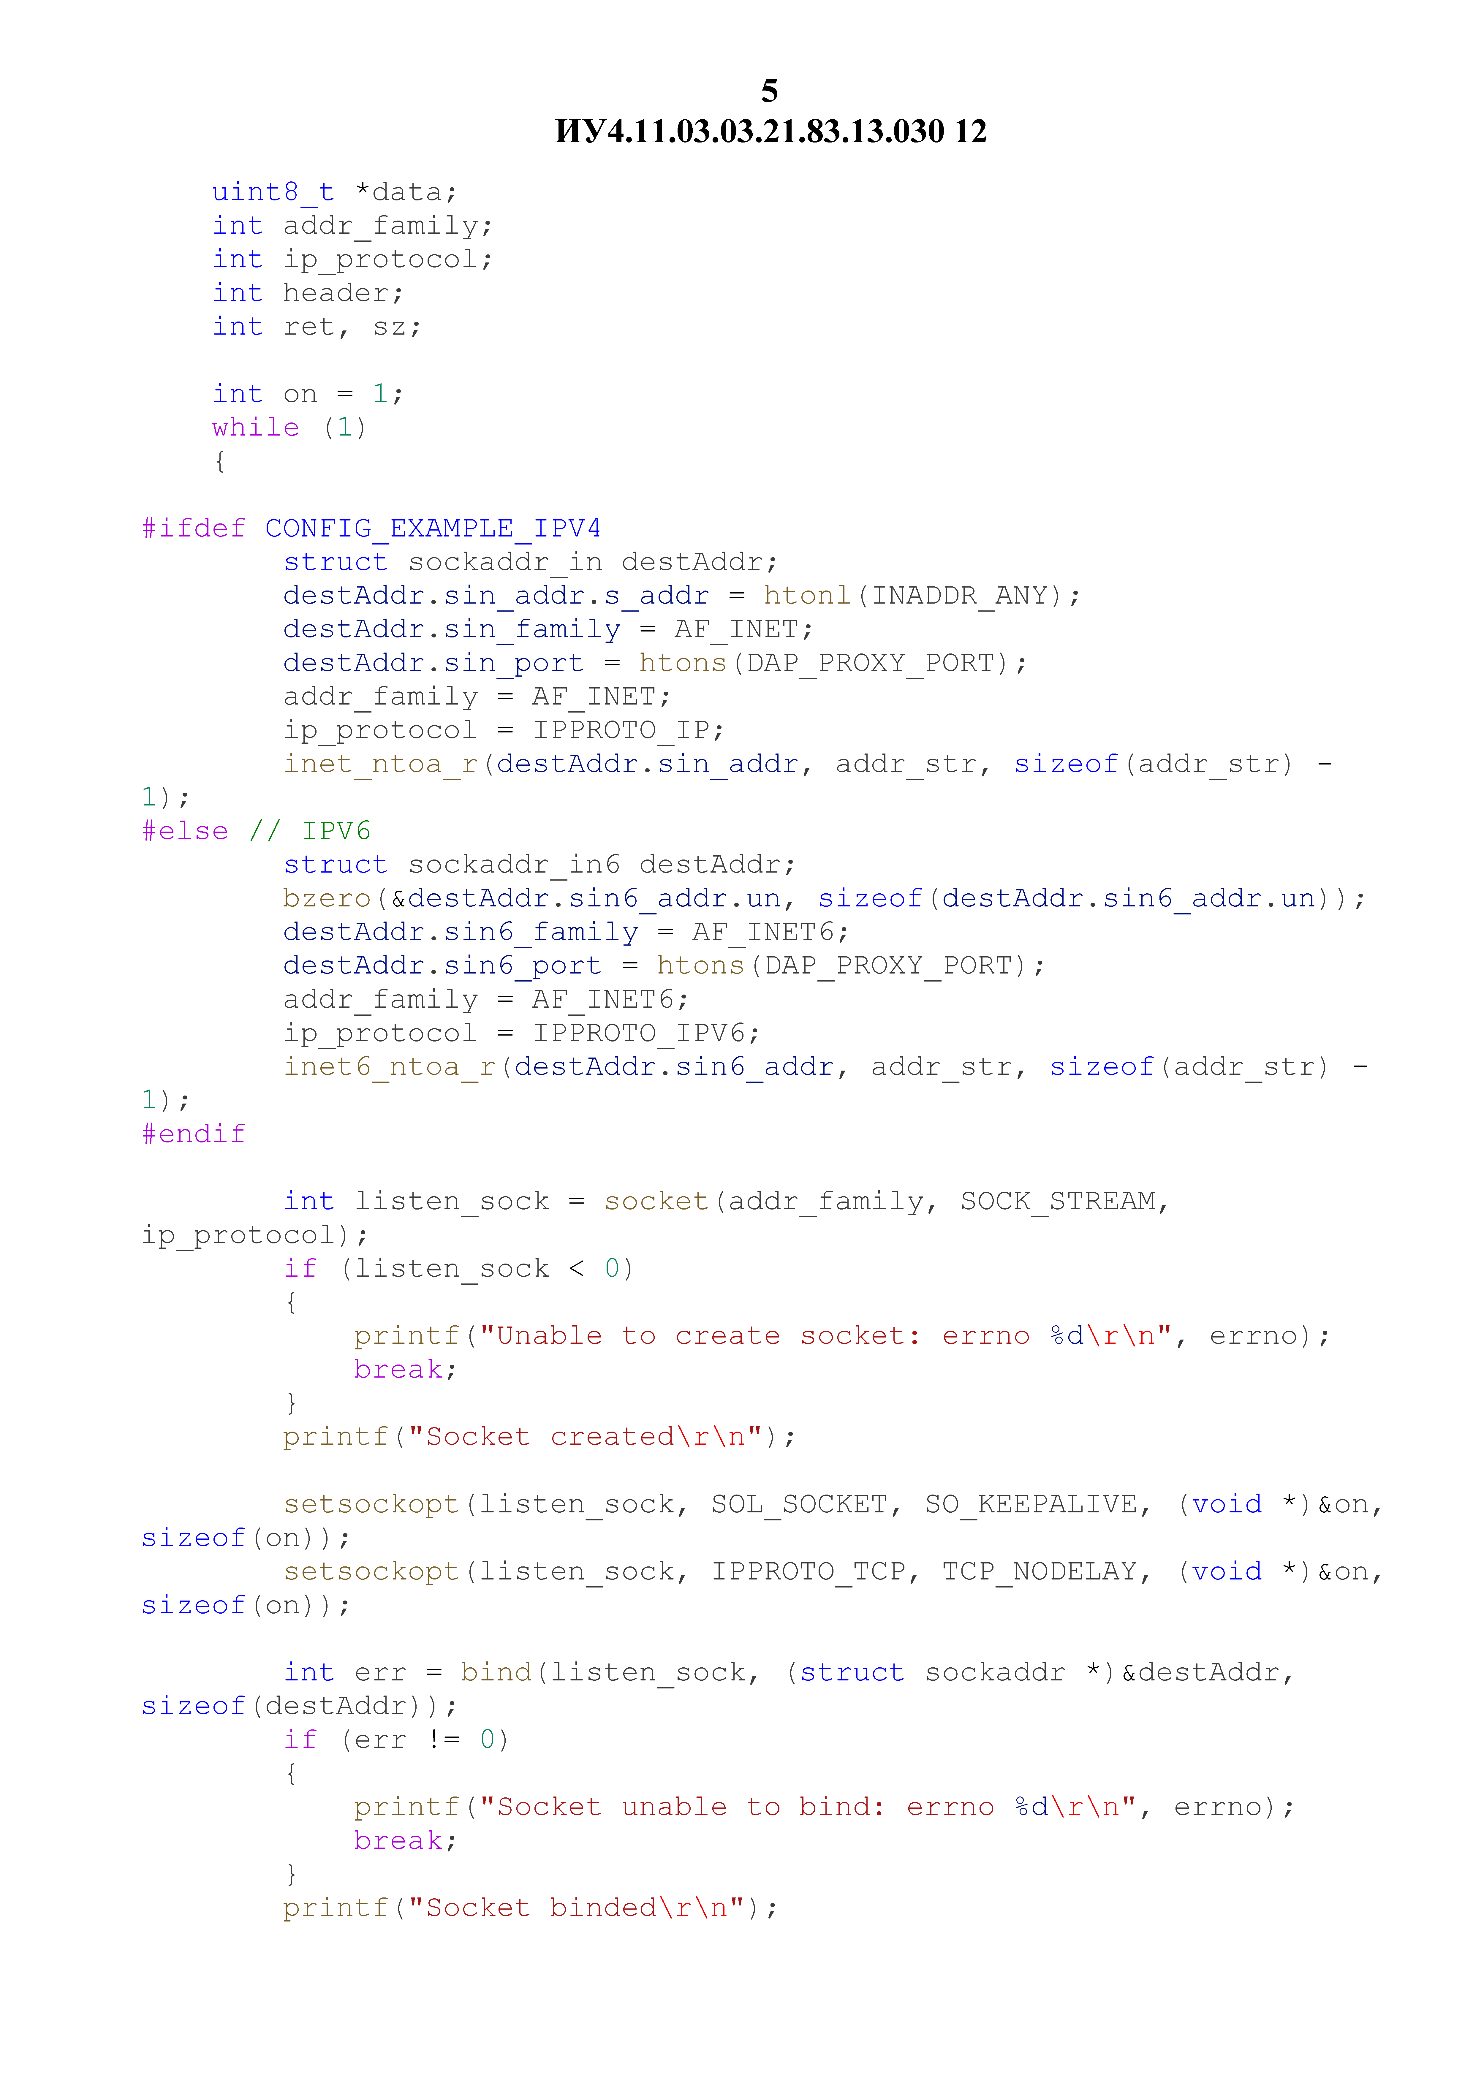 5
ИУ4.11.03.03.21.83.13.030 12
    uint8_t *data;
    int addr_family;
    int ip_protocol;
    int header;
    int ret, sz;

    int on = 1;
    while (1)
    {

#ifdef CONFIG_EXAMPLE_IPV4
        struct sockaddr_in destAddr;
        destAddr.sin_addr.s_addr = htonl(INADDR_ANY);
        destAddr.sin_family = AF_INET;
        destAddr.sin_port = htons(DAP_PROXY_PORT);
        addr_family = AF_INET;
        ip_protocol = IPPROTO_IP;
        inet_ntoa_r(destAddr.sin_addr, addr_str, sizeof(addr_str) -
1);
#else // IPV6
        struct sockaddr_in6 destAddr;
        bzero(&destAddr.sin6_addr.un, sizeof(destAddr.sin6_addr.un));
        destAddr.sin6_family = AF_INET6;
        destAddr.sin6_port = htons(DAP_PROXY_PORT);
        addr_family = AF_INET6;
        ip_protocol = IPPROTO_IPV6;
        inet6_ntoa_r(destAddr.sin6_addr, addr_str, sizeof(addr_str) -
1);
#endif

        int listen_sock = socket(addr_family, SOCK_STREAM,
ip_protocol);
        if (listen_sock < 0)
        {
            printf("Unable to create socket: errno %d\r\n", errno);
            break;
        }
        printf("Socket created\r\n");

        setsockopt(listen_sock, SOL_SOCKET, SO_KEEPALIVE, (void *)&on,
sizeof(on));
        setsockopt(listen_sock, IPPROTO_TCP, TCP_NODELAY, (void *)&on,
sizeof(on));

        int err = bind(listen_sock, (struct sockaddr *)&destAddr,
sizeof(destAddr));
        if (err != 0)
        {
            printf("Socket unable to bind: errno %d\r\n", errno);
            break;
        }
        printf("Socket binded\r\n");